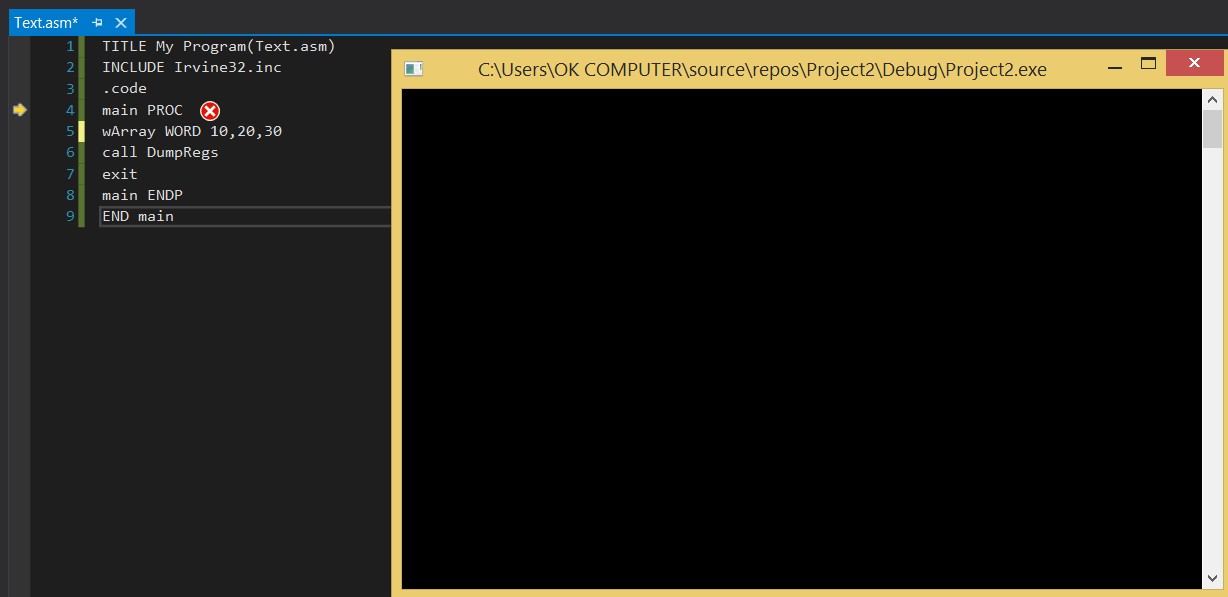 Text.asm*
1 TITLE My Program(Text.asm)
2 INCLUDE Irvine32.inc
3 .code
4 main PROC
5 wArray WORD 10,20,30
6 call DumpRegs
7 exit
8 main ENDP
9 END main
C:\Users\OK COMPUTER\source\repos\Project2\Debug\Project2.exe